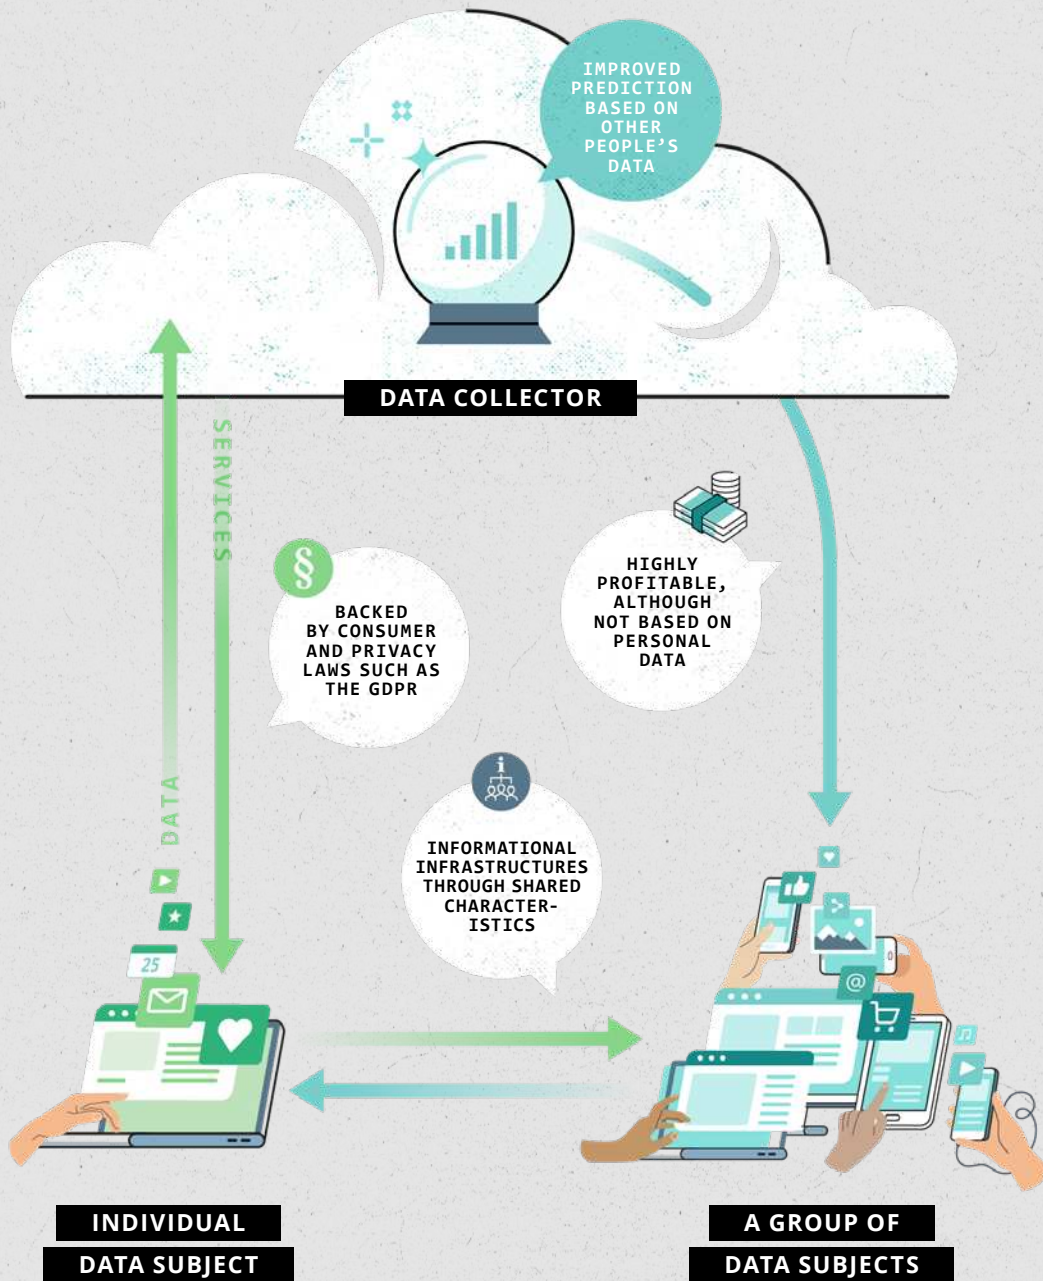 IMPROVED
PREDICTION
BASED ON
OTHER
PEOPLE’S
DATA
DATA COLLECTOR
SERVICES
§
BACKED
BY CONSUMER
AND PRIVACY
LAWS SUCH AS
THE GDPR
HIGHLY
PROFITABLE,
ALTHOUGH
NOT BASED ON
PERSONAL
DATA
DATA
i
INFORMATIONAL
INFRASTRUCTURES
THROUGH SHARED
CHARACTER-
ISTICS
25
@
INDIVIDUAL
DATA SUBJECT
A GROUP OF
DATA SUBJECTS